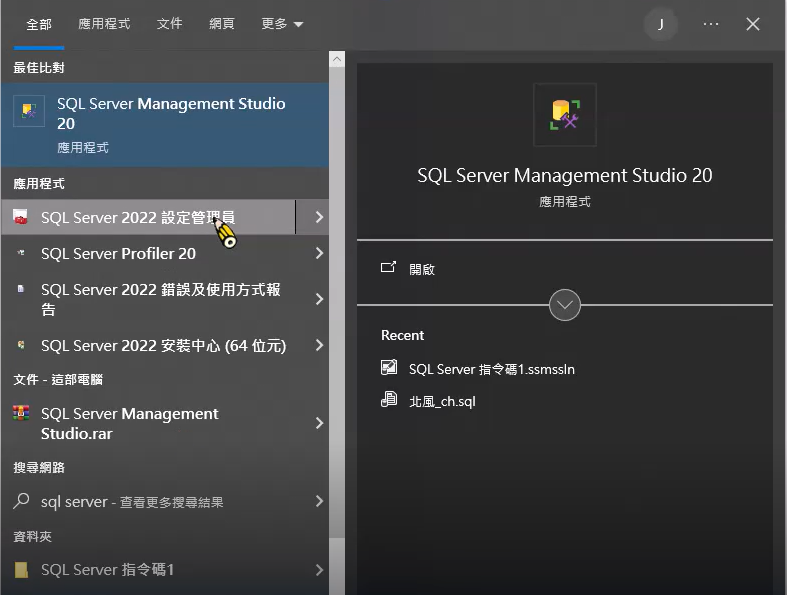 全部 應用程式 文件 網頁 更多 J
最佳比對
SQL Server Management Studio
20
應用程式
應用程式
SQL Server 2022 設定管理員
SQL Server Profiler 20
SQL Server 2022 錯誤及使用方式報
告
SQL Server 2022 安裝中心 (64 位元)
文件 - 這部電腦
SQL Server Management
Studio.rar
搜尋網路
sql server - 查看更多搜尋結果
資料夾
SQL Server 指令碼1
SQL Server Management Studio 20
應用程式
開啟
Recent
SQL Server 指令碼1.ssmssln
北風_ch.sql